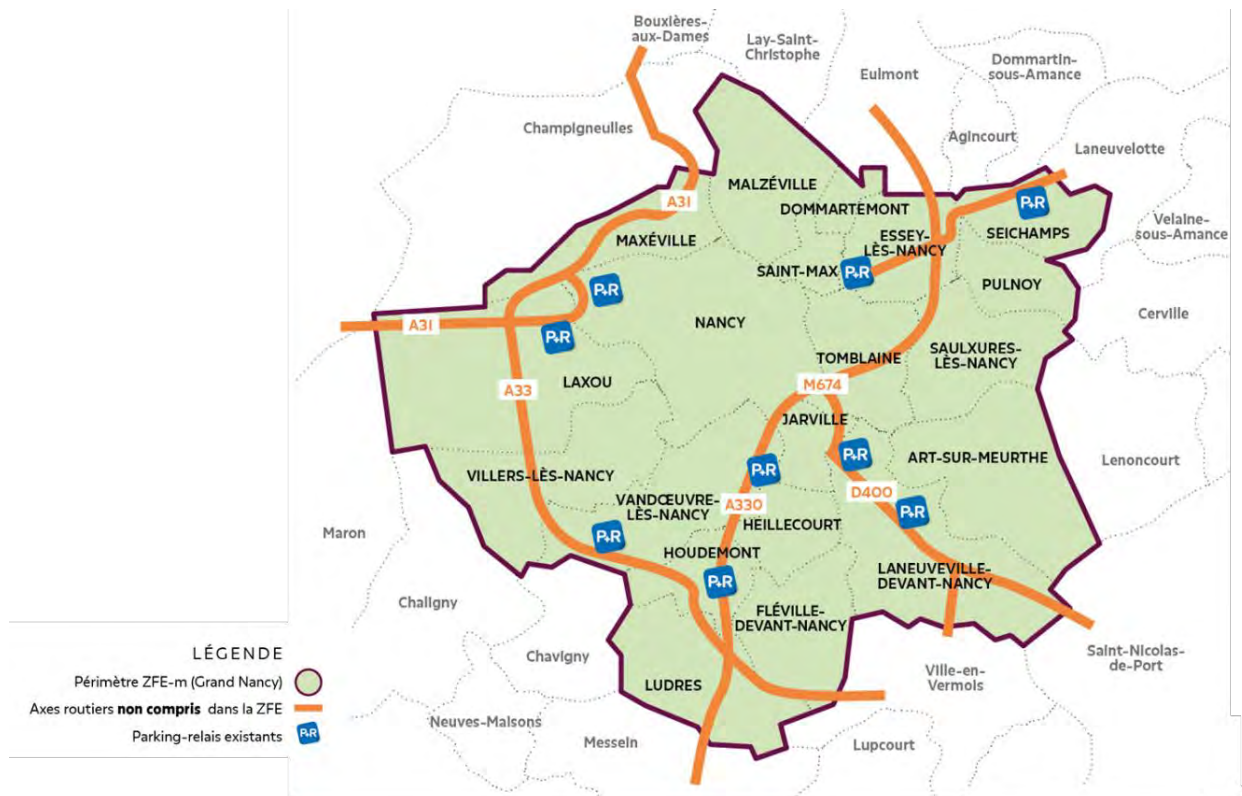 Bouxières-
aux-Dames
Lay-Saint-
Christophe
Eulmont
Dommartin-
sous-Amance
Champigneulles
Agincourt
Laneuvelotte
MALZÉVILLE
A31
DOMMARTEMONT
P+R
Velaine-
sous-Amance
MAXÉVILLE
ESSEY-
LÈS-NANCY
SEICHAMPS
SAINT-MAX
P+R
PULNOY
P+R
Cerville
A31
NANCY
P+R
TOMBLAINE
SAULXURES-
LÈS-NANCY
LAXOU
A33
M674
JARVILLE
P+R
ART-SUR-MEURTHE
Lenoncourt
VILLERS-LÈS-NANCY
P+R
D400
VANDŒUVRE-
LÈS-NANCY
A330
P+R
HEILLECOURT
Maron
P+R
HOUDEMONT
P+R
LANEUVEVILLE-
DEVANT-NANCY
Chaligny
FLÉVILLE-
DEVANT-NANCY
Chavigny
Saint-Nicolas-
de-Port
Ville-en-
Vermois
LUDRES
Neuves-Maisons
Messein
Lupcourt
LÉGENDE
Périmètre ZFE-m (Grand Nancy)
Axes routiers non compris dans la ZFE
Parking-relais existants P+R